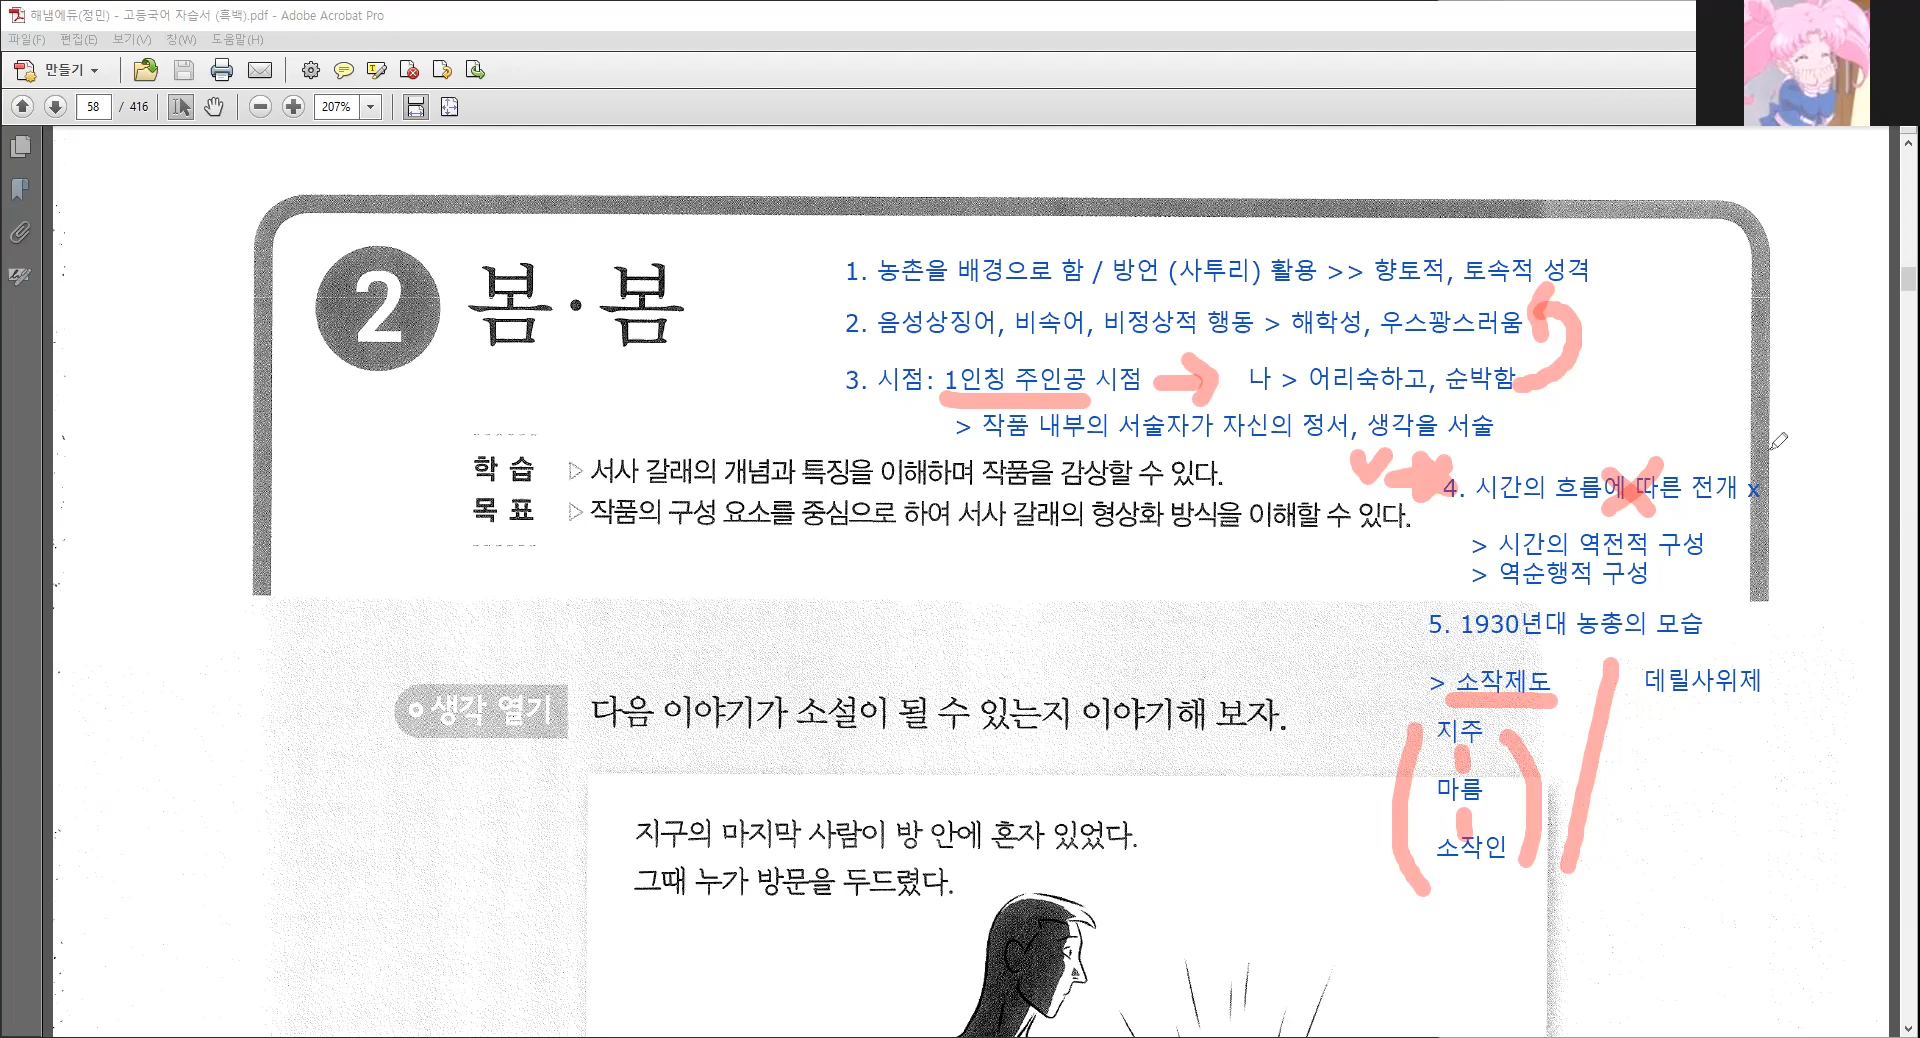 해냄에듀(정민) - 고등국어 자습서 (흑백).pdf - Adobe Acrobat Pro
파일(F) 편집(E) 보기(V) 창(W) 도움말(H)
만들기
58 / 416 207%
2 봄·봄
1. 농촌을 배경으로 함 / 방언 (사투리) 활용 >> 향토적, 토속적 성격
2. 음성상징어, 비속어, 비정상적 행동 > 해학성, 우스꽝스러움
3. 시점: 1인칭 주인공 시점 나 > 어리숙하고, 순박함
> 작품 내부의 서술자가 자신의 정서, 생각을 서술
학습 목표
▷ 서사 갈래의 개념과 특징을 이해하며 작품을 감상할 수 있다.
▷ 작품의 구성 요소를 중심으로 하여 서사 갈래의 형상화 방식을 이해할 수 있다.
4. 시간의 흐름에 따른 전개 x
> 시간의 역전적 구성
> 역순행적 구성
5. 1930년대 농총의 모습
> 소작제도 데릴사위제
지주
마름
소작인
생각 열기 다음 이야기가 소설이 될 수 있는지 이야기해 보자.
지구의 마지막 사람이 방 안에 혼자 있었다.
그때 누가 방문을 두드렸다.